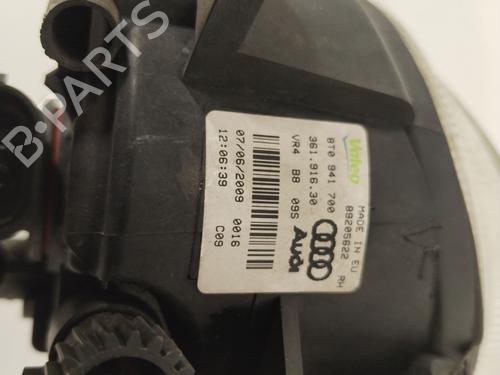 B-PARTS
Valeo
MADE IN EU
89205622 RH
8T0 941 700
361.916.30
VR4 B8 09S
Audi
07/06/2009 0016
12:06:39 C09